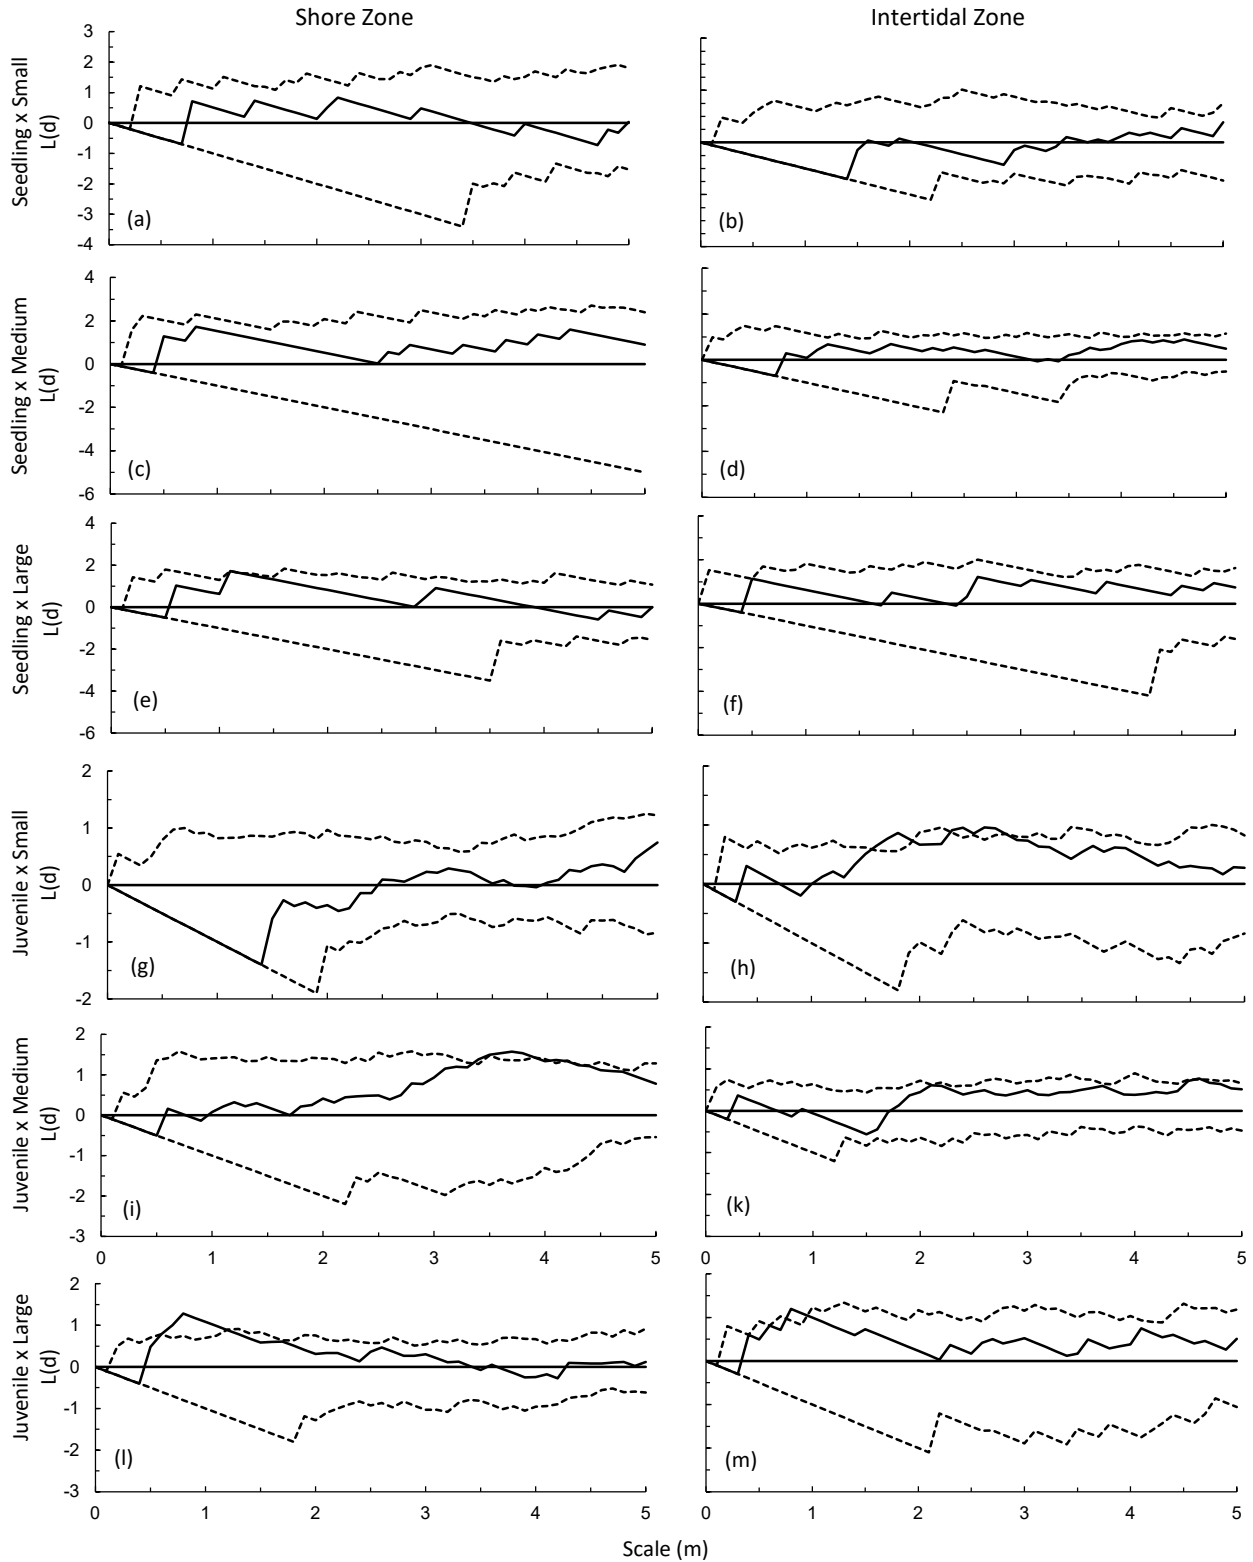 Shore Zone
Intertidal Zone
Seedling x Small
L(d)
3
2
1
0
-1
-2
-3
-4
(a)
(b)
Seedling x Medium
L(d)
4
2
0
-2
-4
-6
(c)
(d)
Seedling x Large
L(d)
4
2
0
-2
-4
-6
(e)
(f)
Juvenile x Small
L(d)
2
1
0
-1
-2
(g)
(h)
Juvenile x Medium
L(d)
2
1
0
-1
-2
-3
(i)
(k)
0 1 2 3 4 5
0 1 2 3 4 5
Juvenile x Large
L(d)
2
1
0
-1
-2
-3
(l)
(m)
0 1 2 3 4 5
0 1 2 3 4 5
Scale (m)